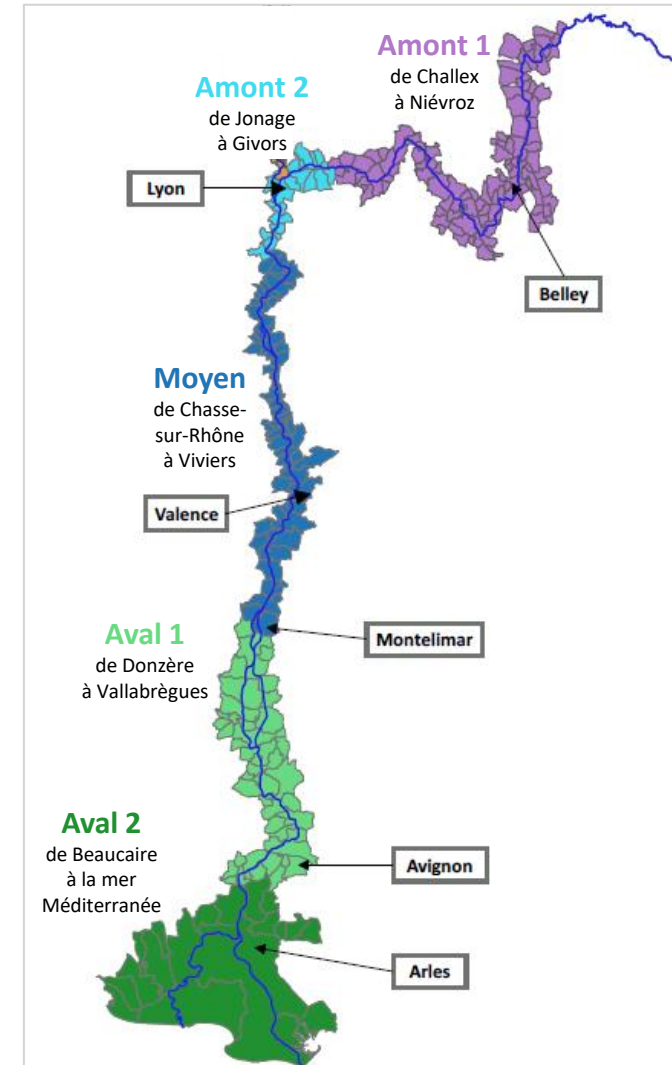 Amont 1
de Challex
à Niévroz
Amont 2
de Jonage
à Givors
Lyon
Belley
Moyen
de Chasse-
sur-Rhône
à Viviers
Valence
Aval 1
de Donzère
à Vallabrègues
Montelimar
Aval 2
de Beaucaire
à la mer
Méditerranée
Avignon
Arles